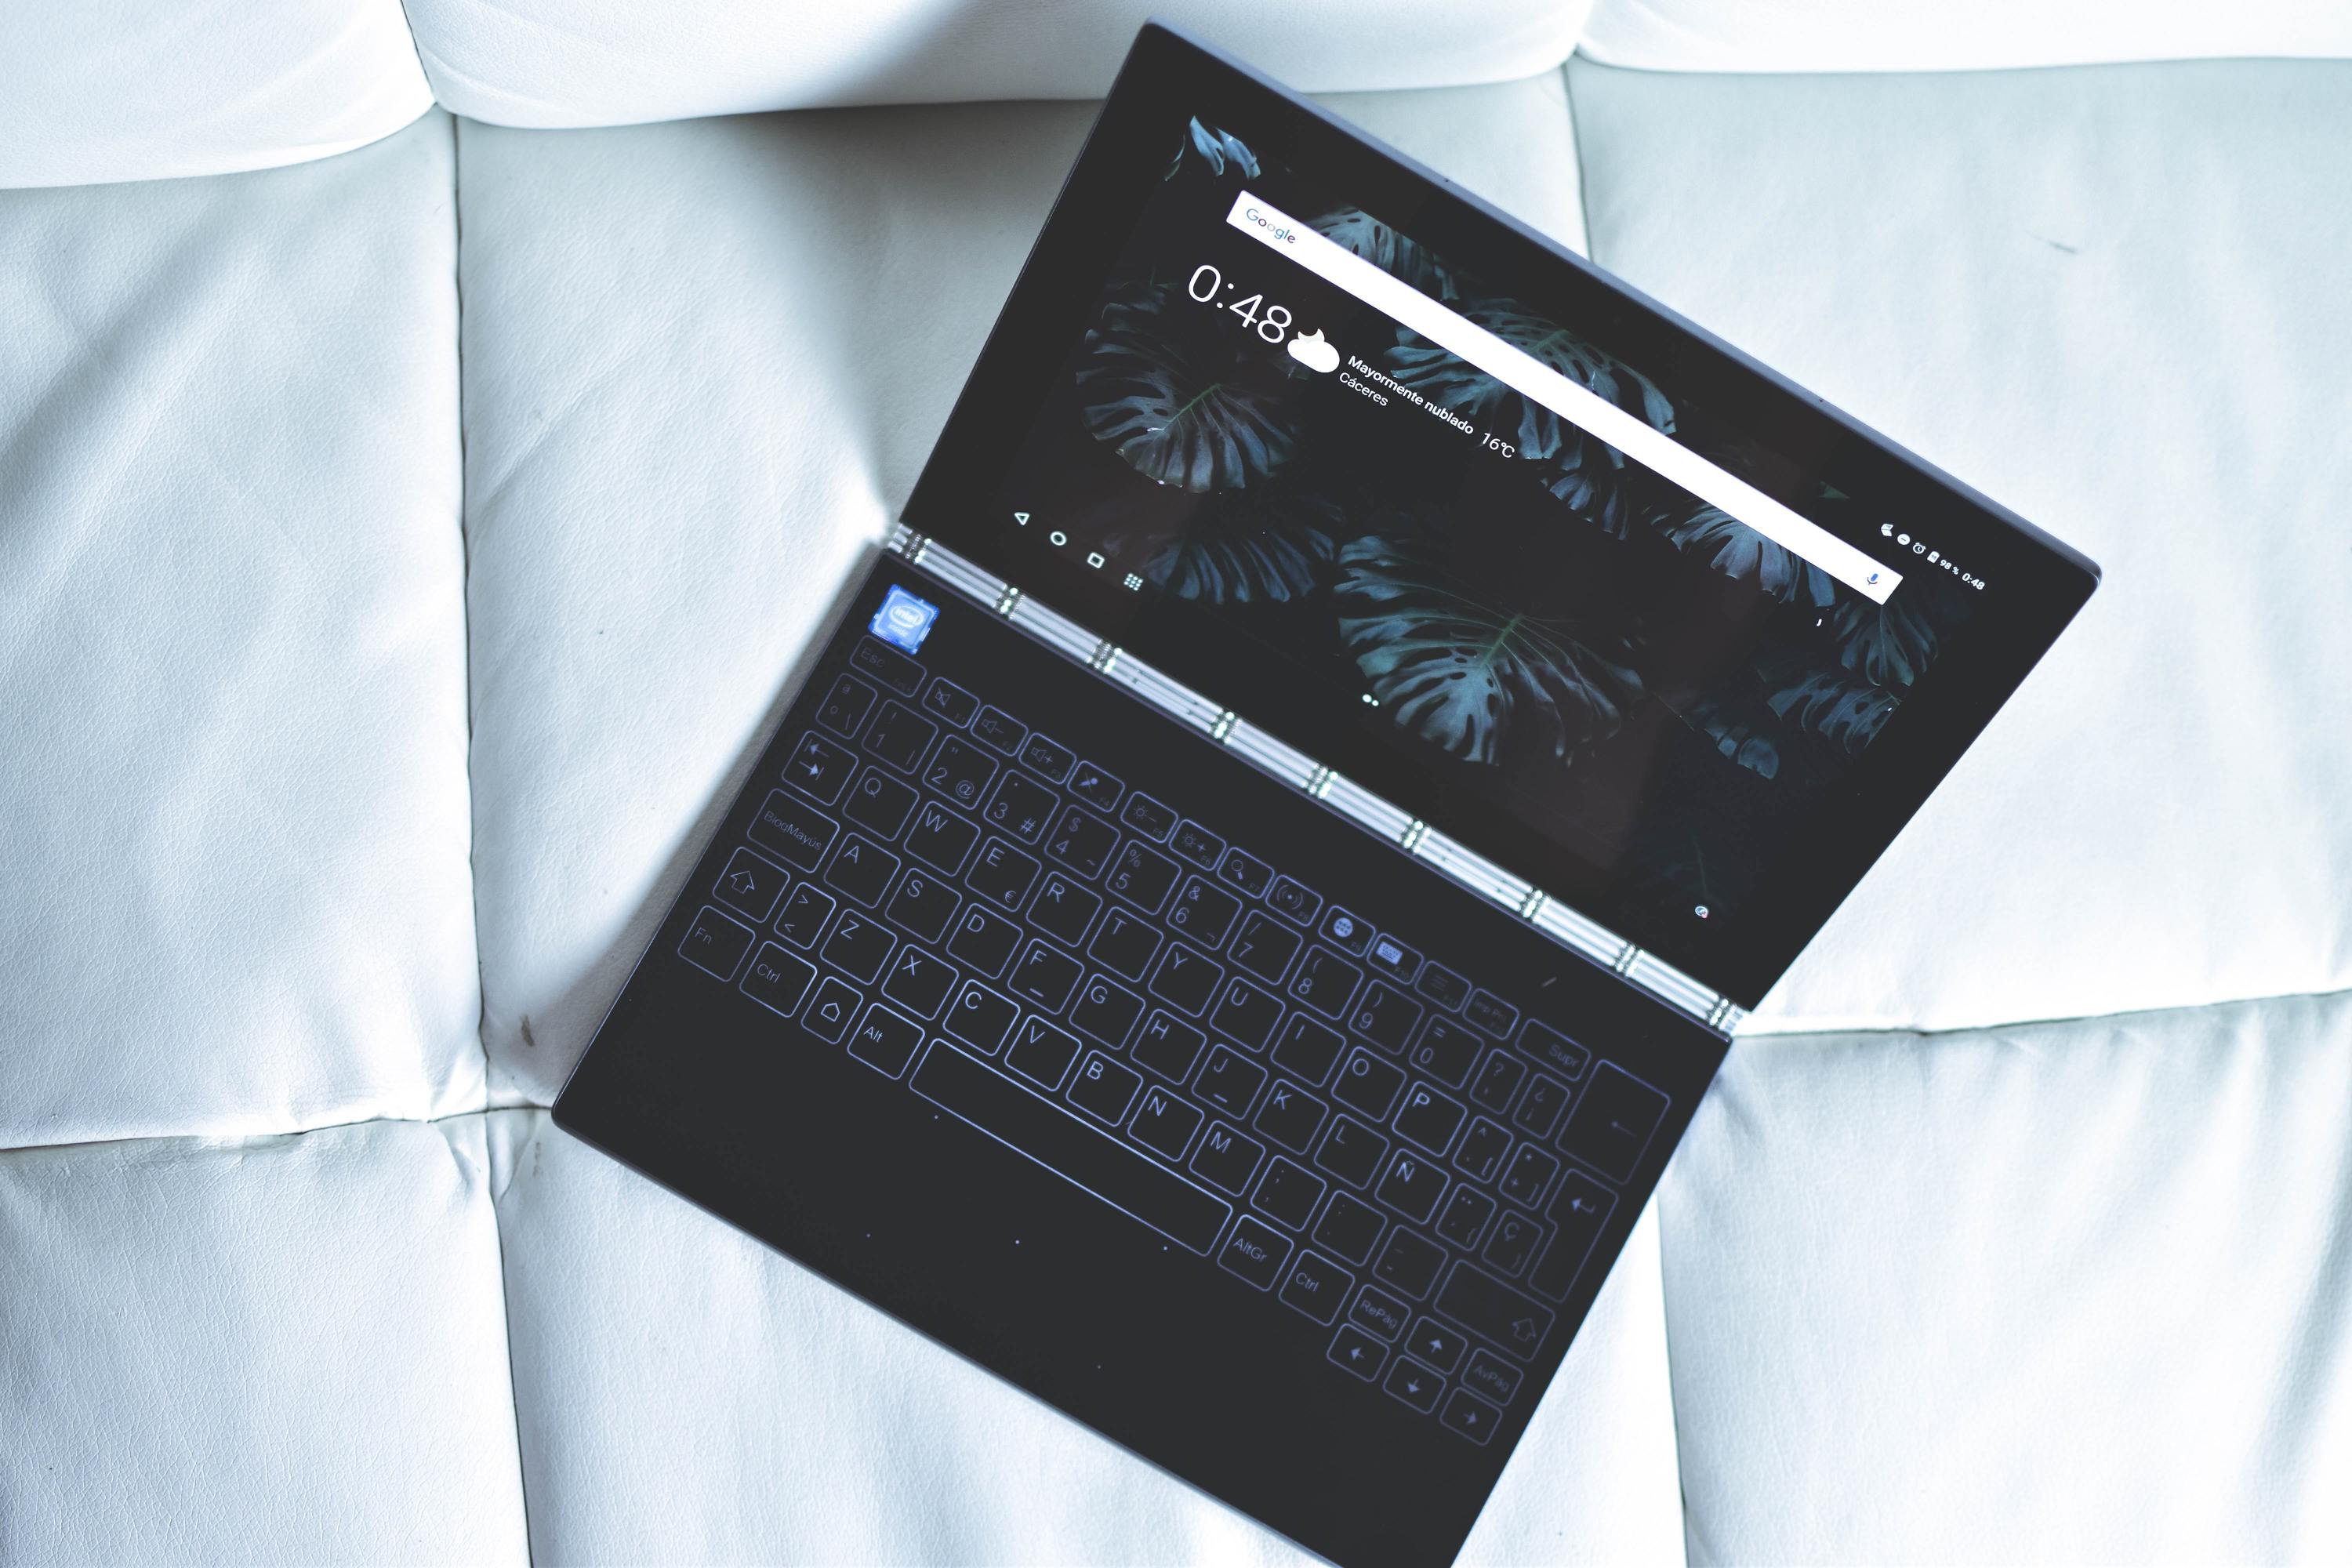 Google
0:48
Mayormente nublado 16℃
Cáceres
98 % 0:48
intel
Esc
Supr
ª º \ ! 1 | " 2 @ · 3 # $ 4 ~ % 5 & 6 ¬ / 7 ( 8 ) 9 = 0 ? ' ¿ ¡
Q W E € R T Y U I O P ^ ` [ * + ]
BloqMayús A S D F G H J K L Ñ ¨ ´ { Ç }
> < Z X C V B N M ; , : . _ -
Fn Ctrl Alt AltGr Ctrl RePág AvPág